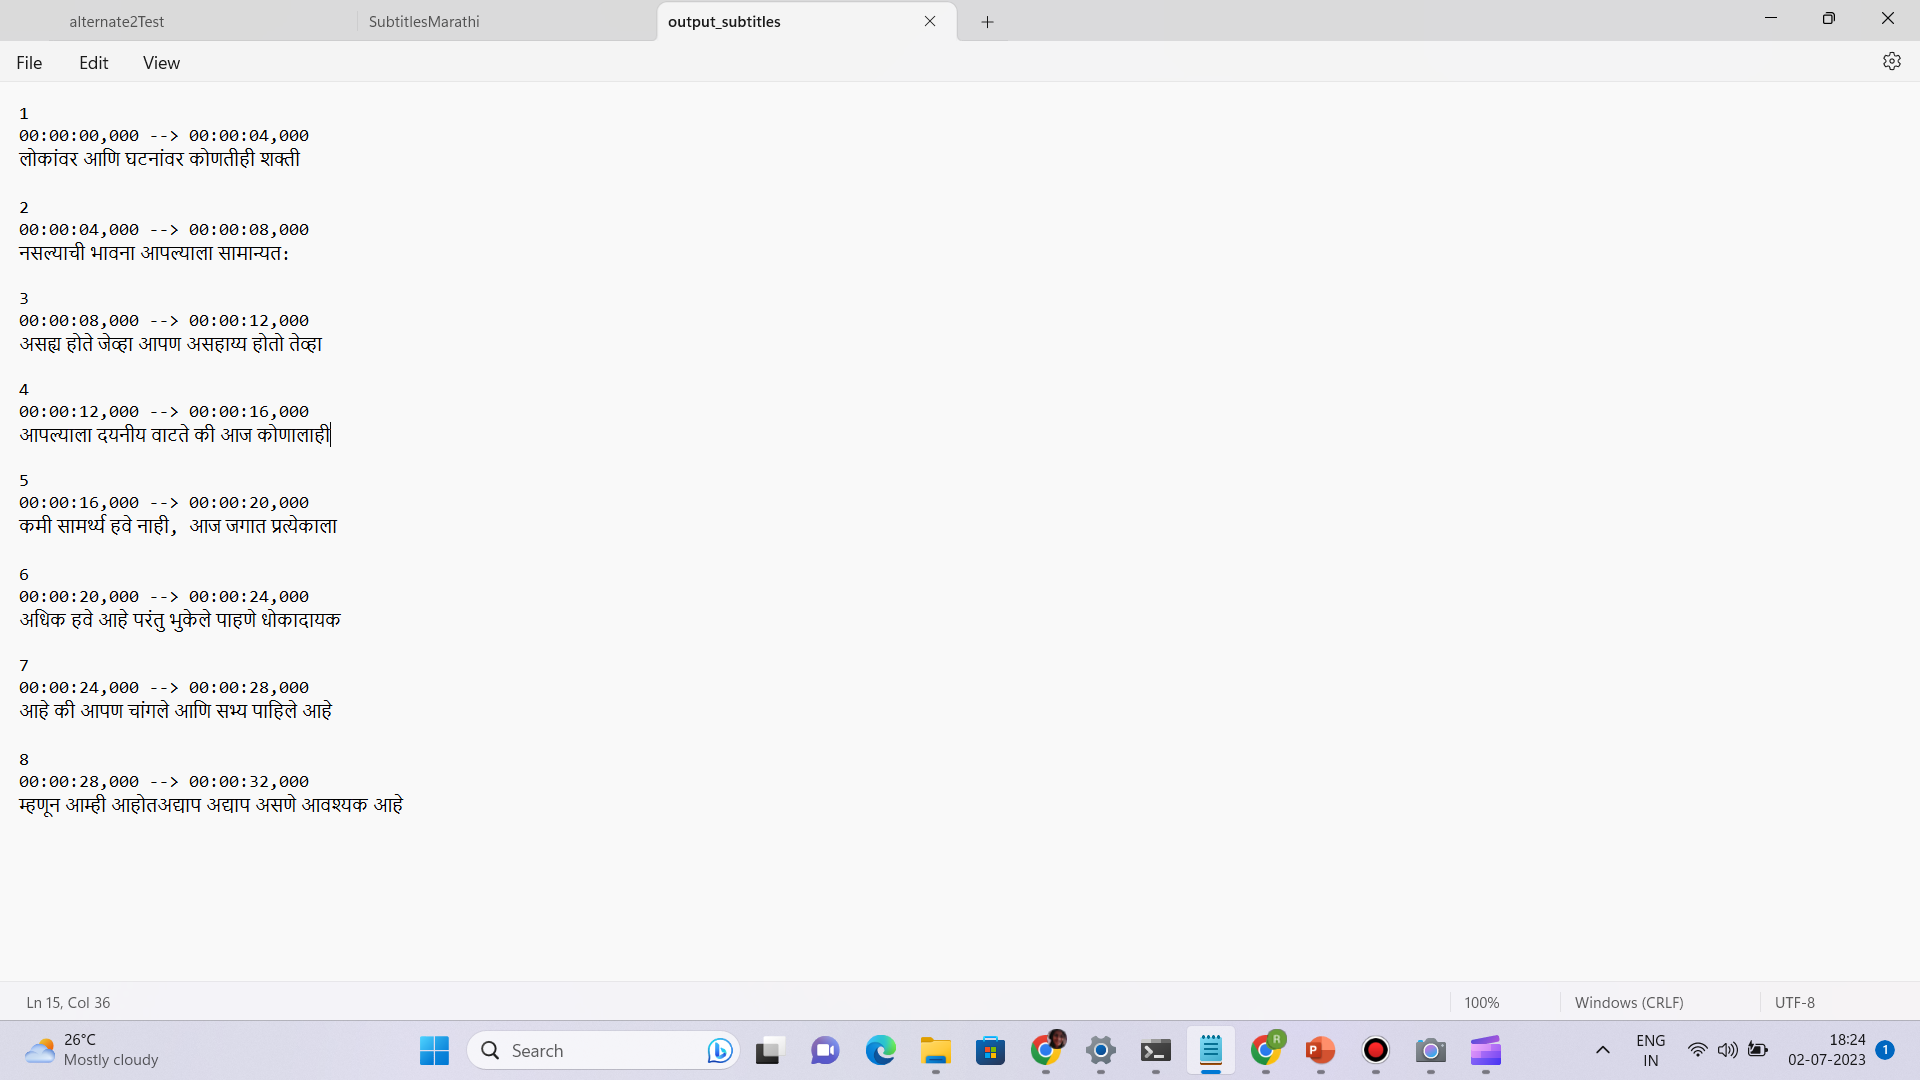 alternate2Test
SubtitlesMarathi
output_subtitles
File Edit View
1
00:00:00,000 --> 00:00:04,000
लोकांवर आणि घटनांवर कोणतीही शक्ती
2
00:00:04,000 --> 00:00:08,000
नसल्याची भावना आपल्याला सामान्यत:
3
00:00:08,000 --> 00:00:12,000
असह्य होते जेव्हा आपण असहाय्य होतो तेव्हा
4
00:00:12,000 --> 00:00:16,000
आपल्याला दयनीय वाटते की आज कोणालाही
5
00:00:16,000 --> 00:00:20,000
कमी सामर्थ्य हवे नाही, आज जगात प्रत्येकाला
6
00:00:20,000 --> 00:00:24,000
अधिक हवे आहे परंतु भुकेले पाहणे धोकादायक
7
00:00:24,000 --> 00:00:28,000
आहे की आपण चांगले आणि सभ्य पाहिले आहे
8
00:00:28,000 --> 00:00:32,000
म्हणून आम्ही आहोतअद्याप अद्याप असणे आवश्यक आहे
Ln 15, Col 36
100%
Windows (CRLF)
UTF-8
26°C
Mostly cloudy
Search
R
P
ENG
IN
18:24
02-07-2023
1